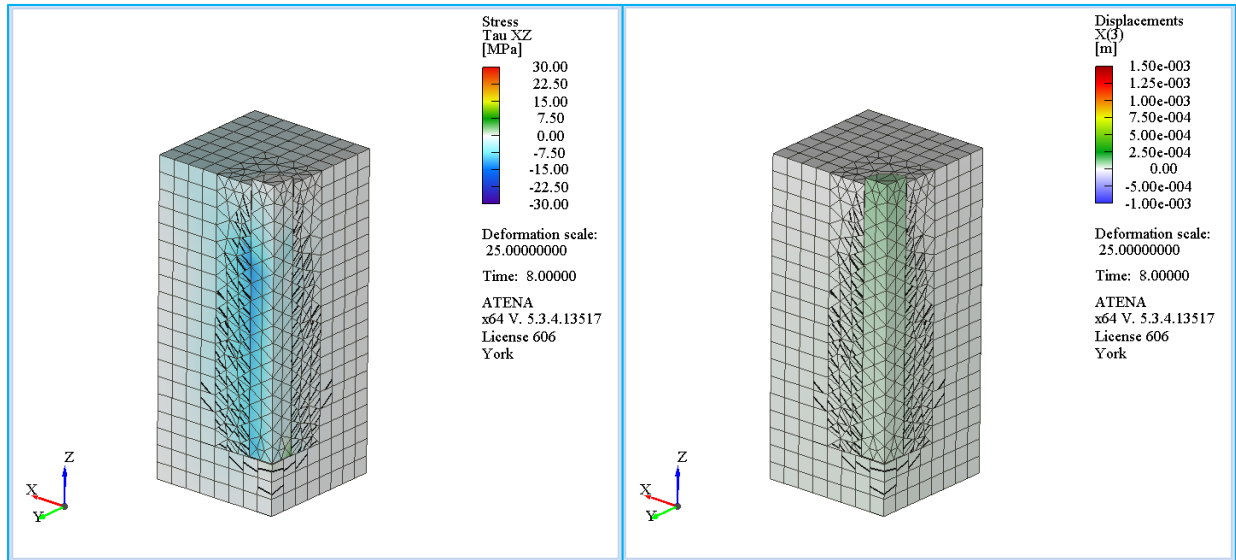 Stress
Tau XZ
[MPa]
30.00
22.50
15.00
7.50
0.00
-7.50
-15.00
-22.50
-30.00
Deformation scale:
25.00000000
Time: 8.00000
ATENA
x64 V. 5.3.4.13517
License 606
York
Z
X
Y
Displacements
X(3)
[m]
1.50e-003
1.25e-003
1.00e-003
7.50e-004
5.00e-004
2.50e-004
0.00
-5.00e-004
-1.00e-003
Deformation scale:
25.00000000
Time: 8.00000
ATENA
x64 V. 5.3.4.13517
License 606
York
Z
X
Y